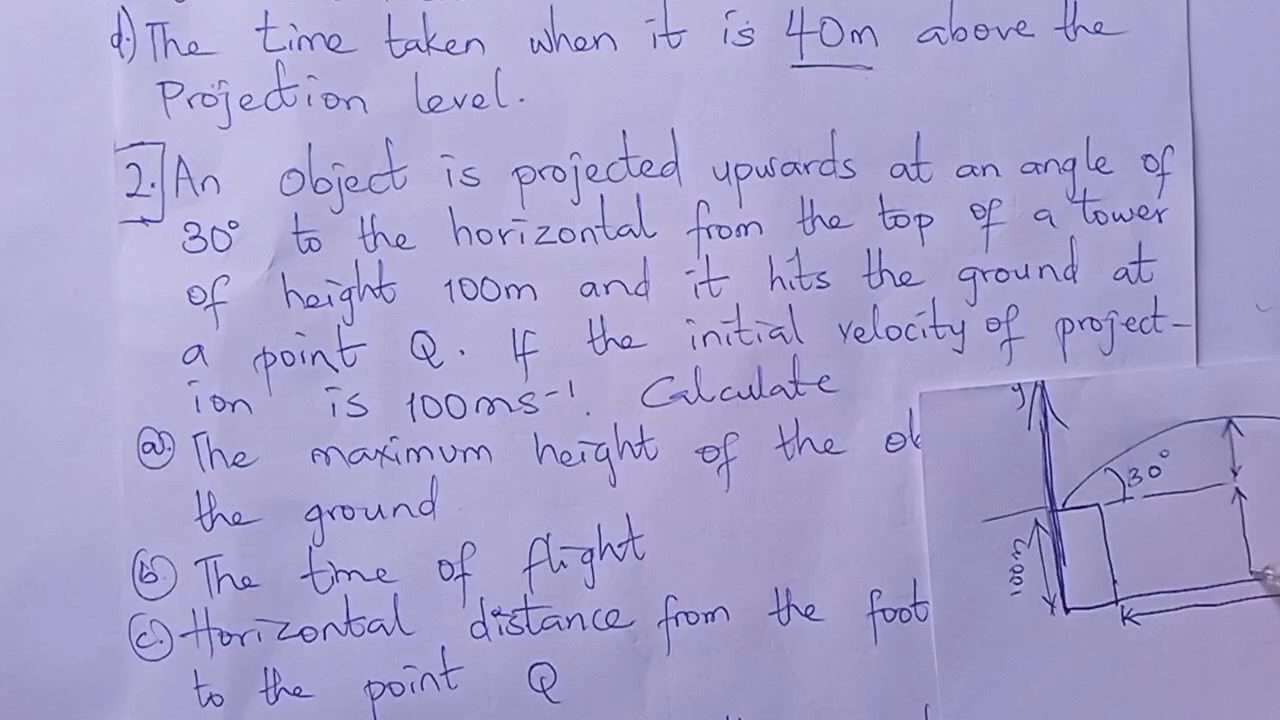 d.) The time taken when it is 40m above the
Projection level.
2. An object is projected upwards at an angle of
30° to the horizontal from the top of a tower
of height 100m and it hits the ground at
a point Q. If the initial velocity of project-
ion is 100ms⁻¹. Calculate
(a). The maximum height of the
the ground
(b). The time of flight
(c). Horizontal distance from the foot
to the point Q
y
30°
100m